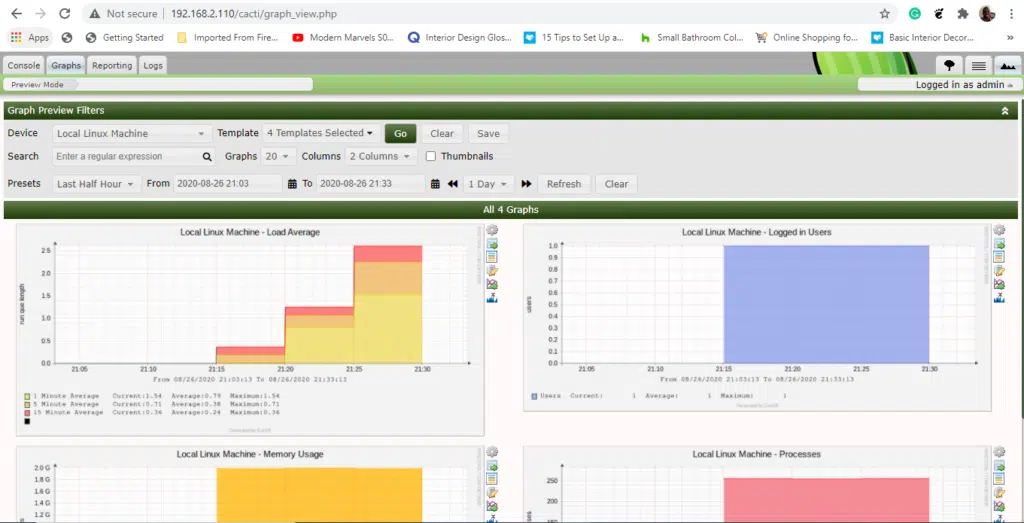 Not secure | 192.168.2.110/cacti/graph_view.php
Apps Getting Started Imported From Fire... Modern Marvels S0... Interior Design Glos... 15 Tips to Set Up a... Small Bathroom Col... Online Shopping fo... Basic Interior Decor... »
Console Graphs Reporting Logs
Preview Mode Logged in as admin
Graph Preview Filters
Device Local Linux Machine Template 4 Templates Selected Go Clear Save
Search Enter a regular expression Graphs 20 Columns 2 Columns Thumbnails
Presets Last Half Hour From 2020-08-26 21:03 To 2020-08-26 21:33 1 Day Refresh Clear
All 4 Graphs
Local Linux Machine - Load Average
2.5
2.0
1.5
1.0
0.5
0.0
run que length
21:05 21:10 21:15 21:20 21:25 21:30
From 08/26/2020 21:03:13 To 08/26/2020 21:33:13
1 Minute Average Current:1.54 Average:0.79 Maximum:1.54
5 Minute Average Current:0.71 Average:0.38 Maximum:0.71
15 Minute Average Current:0.36 Average:0.24 Maximum:0.36
Local Linux Machine - Logged in Users
1.0
0.9
0.8
0.7
0.6
0.5
0.4
0.3
0.2
0.1
0.0
users
21:05 21:10 21:15 21:20 21:25 21:30
From 08/26/2020 21:03:13 To 08/26/2020 21:33:13
Users Current: 1 Average: 1 Maximum: 1
Local Linux Machine - Memory Usage
2.0 G
1.8 G
1.6 G
1.4 G
1.2 G
Local Linux Machine - Processes
250
200
150